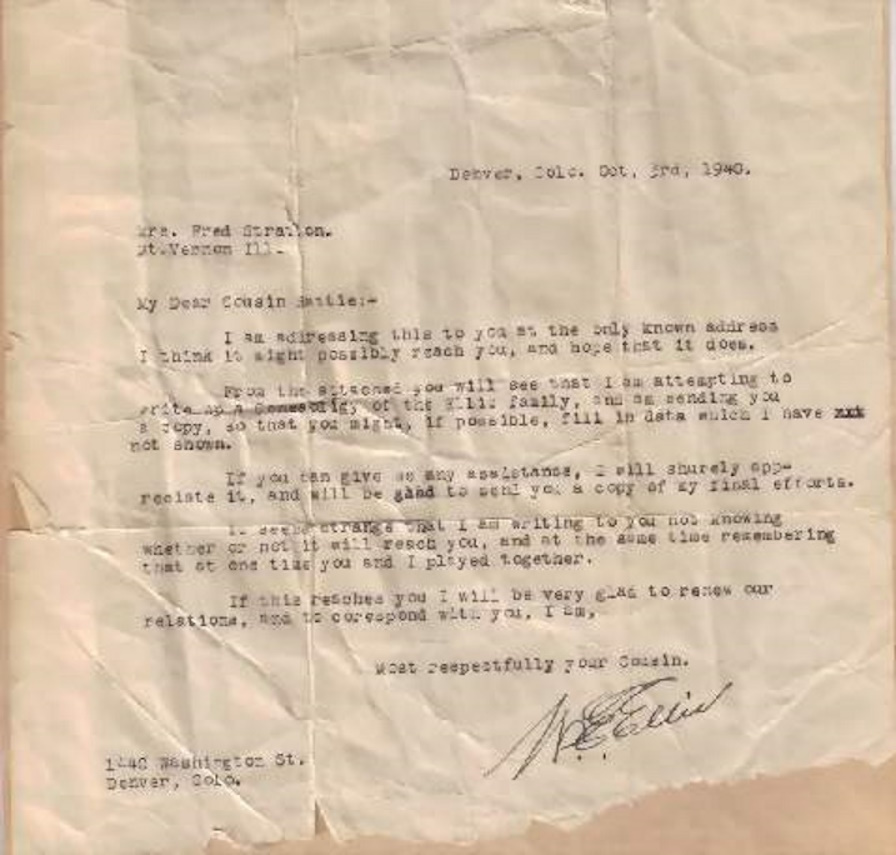 Denver, Colo. Oct. 3rd, 1940.
Mrs. Fred Stratton.
Mt.Vernon Ill.
My Dear Cousin Hattie:-
I am addressing this to you at the only known address
I think it might possibly reach you, and hope that it does.
From the attached you will see that I am attempting to
write up a of the Ellis family, and am sending you
a copy, so that you might, if possible, fill in data which I have
not shown.
If you can give me any assistance, I will shurely app-
reciate it, and will be glad to send you a copy of my final efforts.
It seems strange that I am writing to you not knowing
whether or not it will reach you, and at the same time remembering
that at one time you and I played together.
If this reaches you I will be very glad to renew our
relations, and to corespond with you, I am,
Most respectfully your Cousin.
Ellis
1440 Washington St.
Denver, Colo.